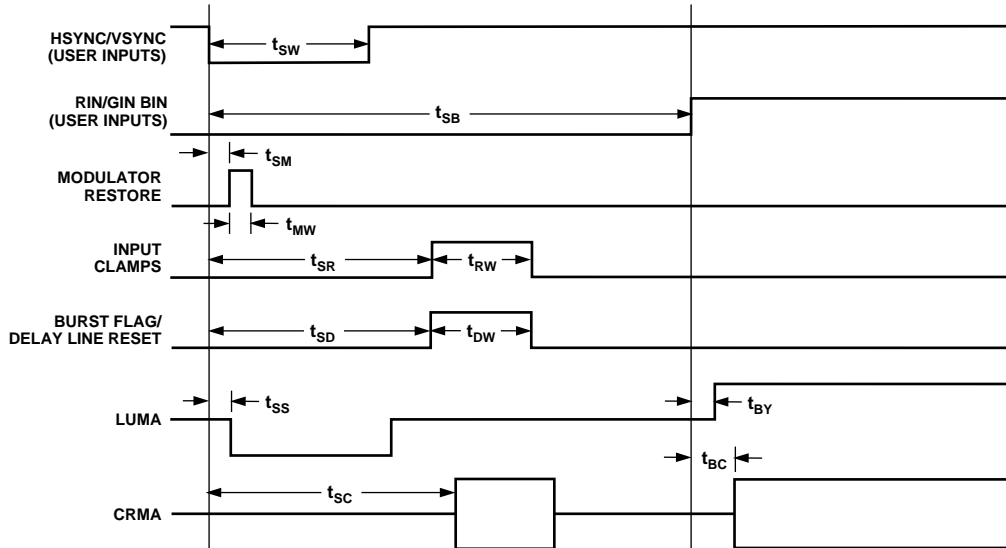 HSYNC/VSYNC
(USER INPUTS)
tSW
RIN/GIN BIN
(USER INPUTS)
tSB
tSM
MODULATOR
RESTORE
tMW
INPUT
CLAMPS
tSR
tRW
BURST FLAG/
DELAY LINE RESET
tSD
tDW
tSS
LUMA
tBY
tBC
tSC
CRMA